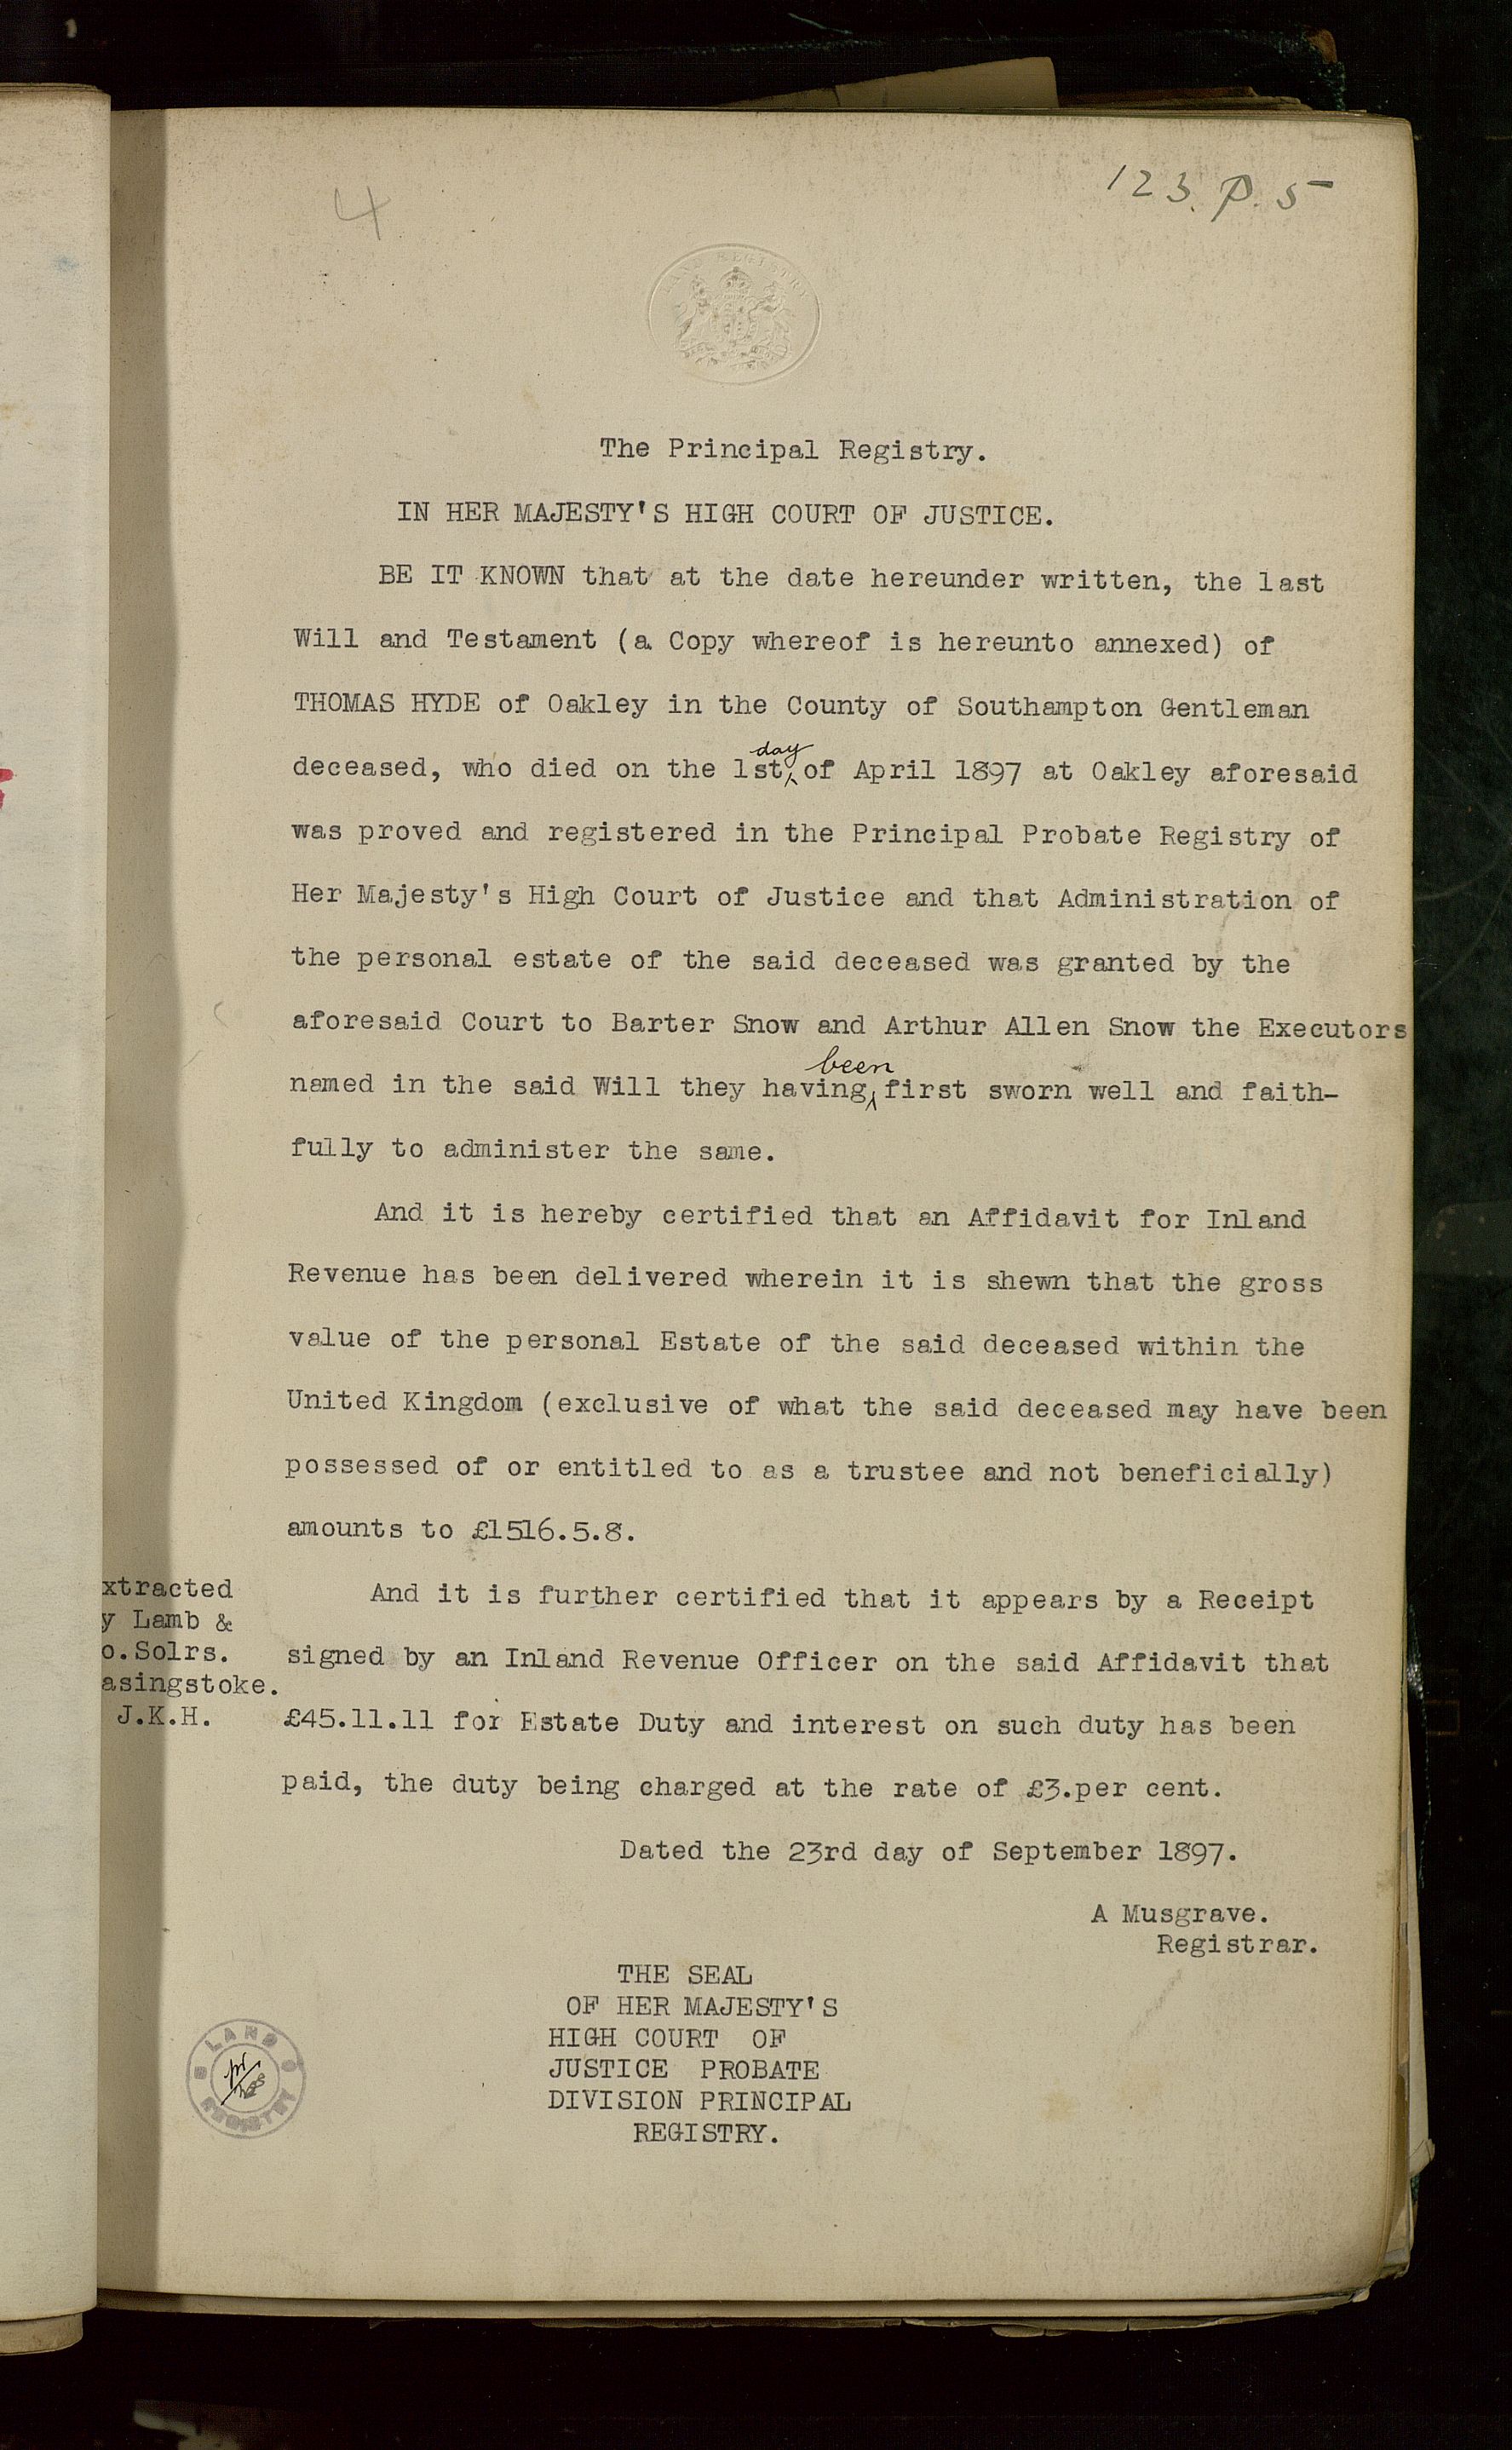 4
123. P. 5
LAND REGISTRY
The Principal Registry.
IN HER MAJESTY'S HIGH COURT OF JUSTICE.
BE IT KNOWN that at the date hereunder written, the last
Will and Testament (a Copy whereof is hereunto annexed) of
THOMAS HYDE of Oakley in the County of Southampton Gentleman
deceased, who died on the 1st day of April 1897 at Oakley aforesaid
was proved and registered in the Principal Probate Registry of
Her Majesty's High Court of Justice and that Administration of
the personal estate of the said deceased was granted by the
aforesaid Court to Barter Snow and Arthur Allen Snow the Executors
named in the said Will they having been first sworn well and faith-
fully to administer the same.
And it is hereby certified that an Affidavit for Inland
Revenue has been delivered wherein it is shewn that the gross
value of the personal Estate of the said deceased within the
United Kingdom (exclusive of what the said deceased may have been
possessed of or entitled to as a trustee and not beneficially)
amounts to £1516.5.8.
xtracted
y Lamb &
o.Solrs.
asingstoke.
J.K.H.
And it is further certified that it appears by a Receipt
signed by an Inland Revenue Officer on the said Affidavit that
£45.11.11 for Estate Duty and interest on such duty has been
paid, the duty being charged at the rate of £3.per cent.
Dated the 23rd day of September 1897.
A Musgrave.
Registrar.
THE SEAL
OF HER MAJESTY'S
HIGH COURT OF
JUSTICE PROBATE
DIVISION PRINCIPAL
REGISTRY.
LAND
REGISTRY